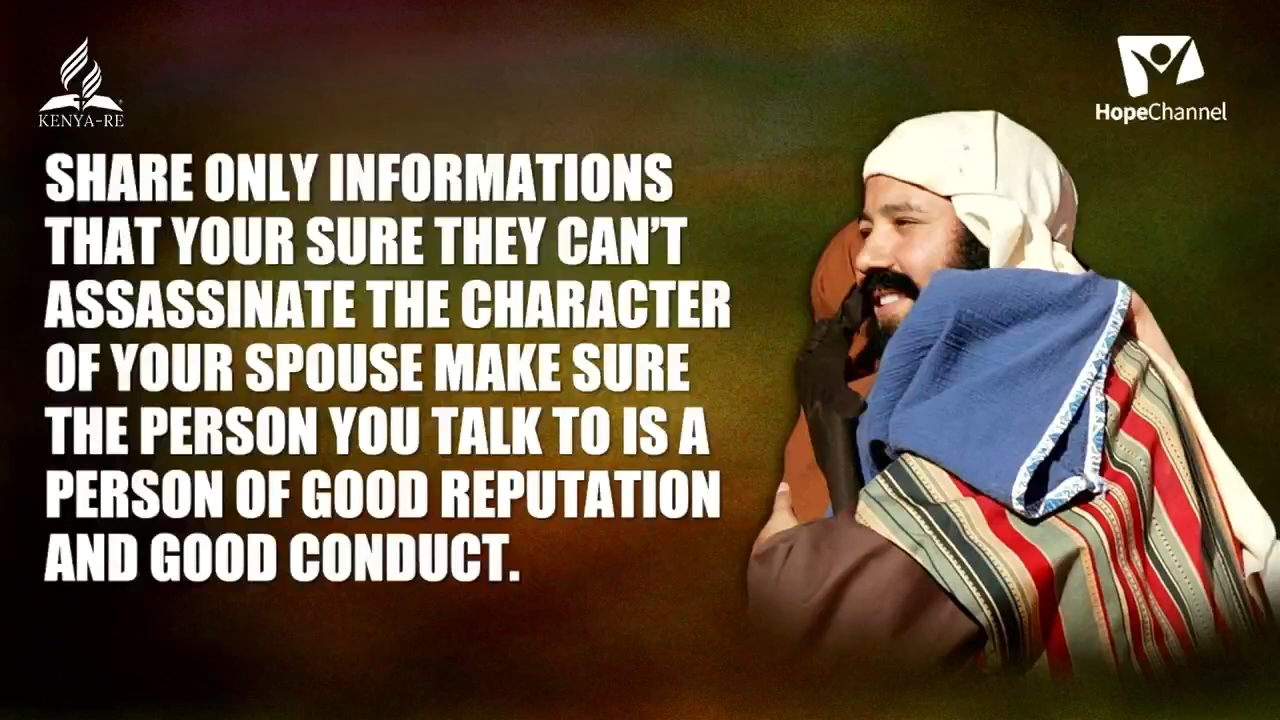 KENYA-RE
HopeChannel
SHARE ONLY INFORMATIONS
THAT YOUR SURE THEY CAN'T
ASSASSINATE THE CHARACTER
OF YOUR SPOUSE MAKE SURE
THE PERSON YOU TALK TO IS A
PERSON OF GOOD REPUTATION
AND GOOD CONDUCT.